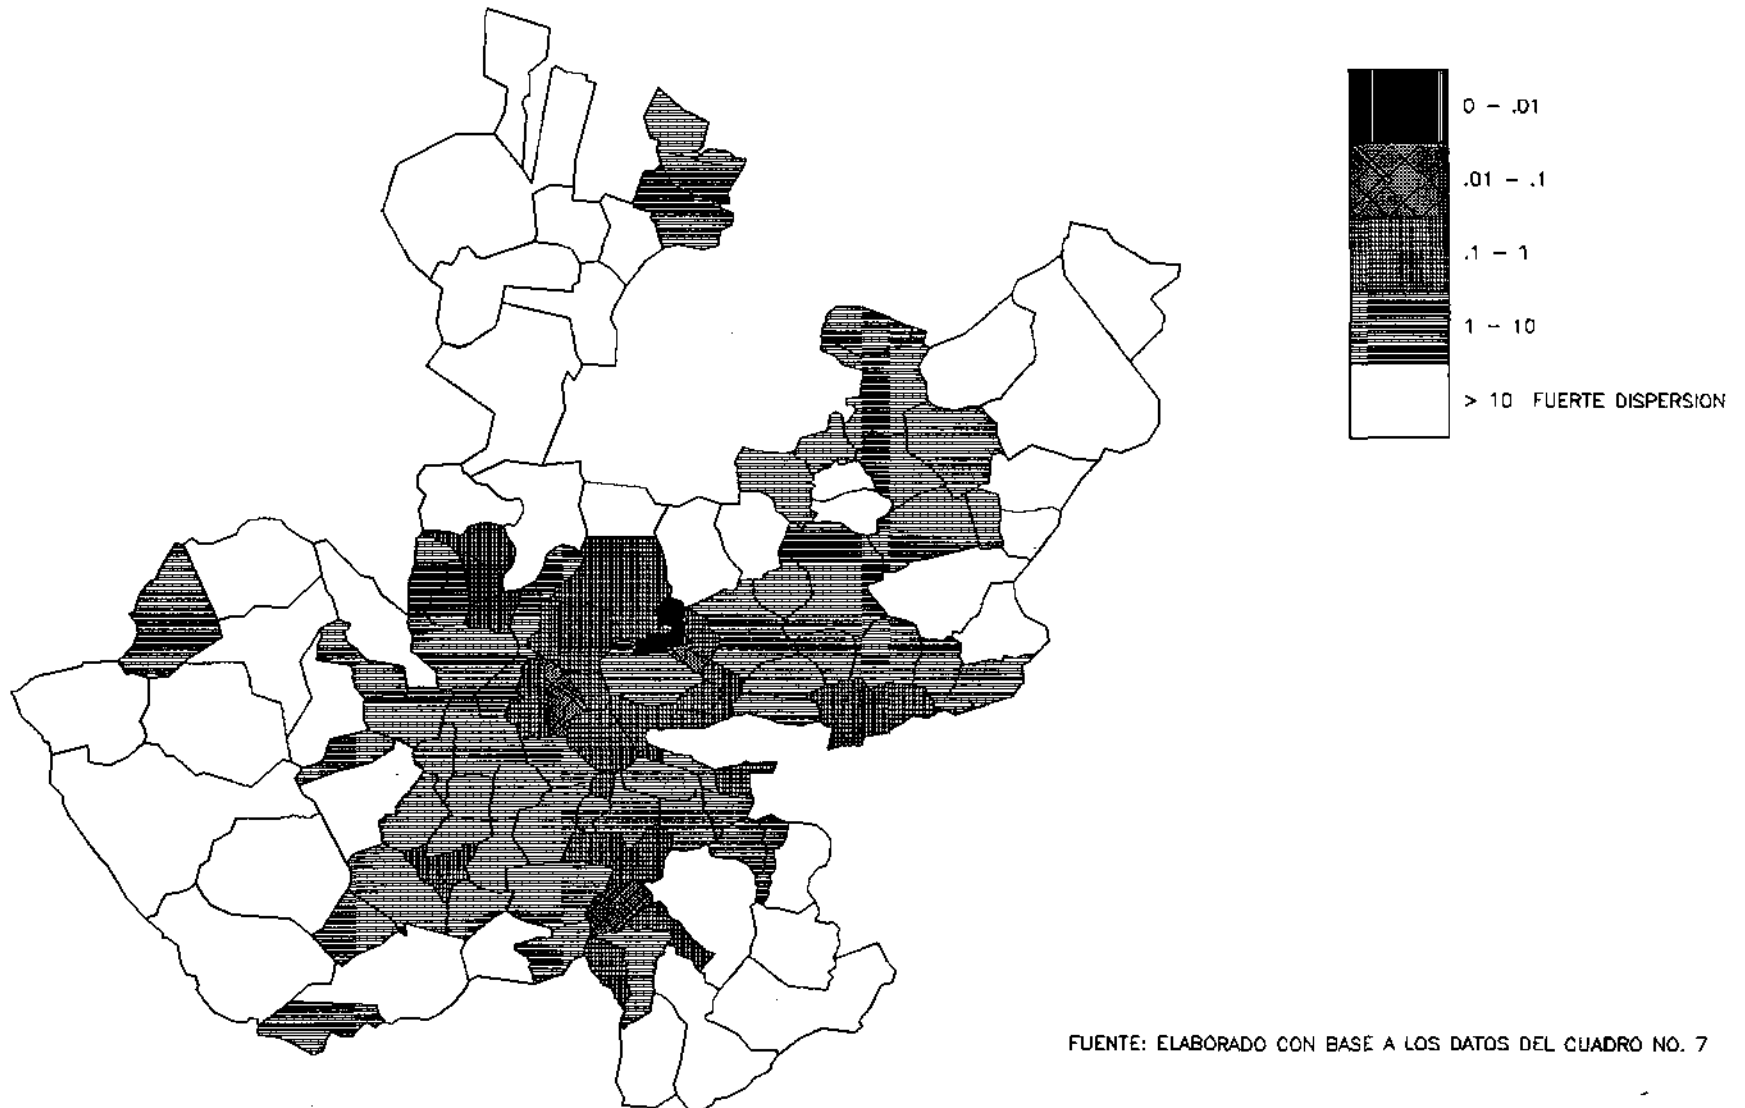 0 - .01
.01 - .1
.1 - 1
1 - 10
> 10 FUERTE DISPERSION
FUENTE: ELABORADO CON BASE A LOS DATOS DEL CUADRO NO. 7